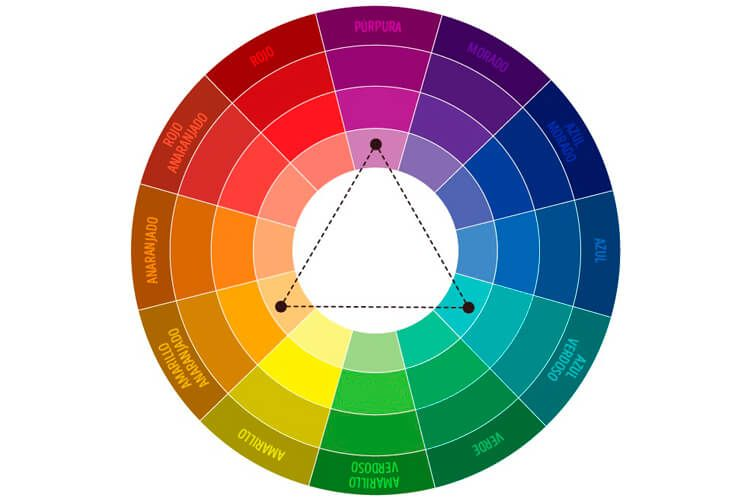 PÚRPURA
MORADO
AZUL
MORADO
AZUL
AZUL
VERDOSO
VERDE
AMARILLO
VERDOSO
AMARILLO
AMARILLO
ANARANJADO
ANARANJADO
ROJO
ANARANJADO
ROJO